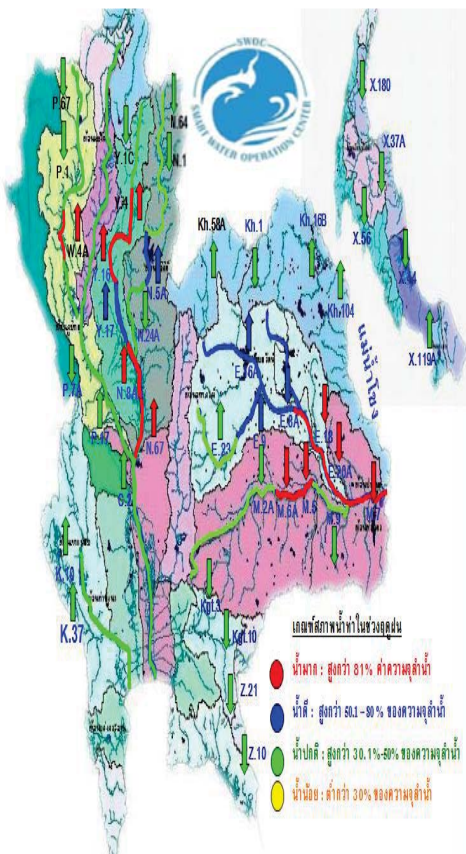 SWOC
SMART WATER OPERATION CENTER
P.67
N.64
X.180
Y.1C
N.1
X.37A
P.1
Y.4
Kh.58A
Kh.1
Kh.16B
W.4A
X.56
Y.16
Kh.104
แม่น้ำโขง
N.5A
Y.17
N.24A
X.119A
E.16A
P.7A
N.8A
E.8A
P.17
N.67
E.23
E.9
E.18
E.20A
C.2
M.2A
M.6A
M.9
M.7
K.10
Kgt.3
K.37
Kgt.10
เกณฑ์สภาพน้ำท่าในช่วงฤดูฝน
น้ำมาก : สูงกว่า 81% ค่าความจุลำน้ำ
Z.21
น้ำดี : สูงกว่า 50.1 - 80 % ของความจุลำน้ำ
น้ำปกติ : สูงกว่า 30.1%-50% ของความจุลำน้ำ
Z.10
น้ำน้อย : ต่ำกว่า 30% ของความจุลำน้ำ